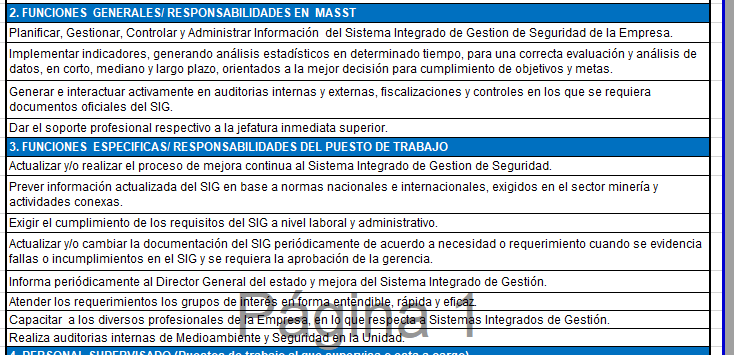 2. FUNCIONES GENERALES/ RESPONSABILIDADES EN MASST
Planificar, Gestionar, Controlar y Administrar Información del Sistema Integrado de Gestion de Seguridad de la Empresa.
Implementar indicadores, generando análisis estadísticos en determinado tiempo, para una correcta evaluación y análisis de
datos, en corto, mediano y largo plazo, orientados a la mejor decisión para cumplimiento de objetivos y metas.
Generar e interactuar activamente en auditorias internas y externas, fiscalizaciones y controles en los que se requiera
documentos oficiales del SIG.
Dar el soporte profesional respectivo a la jefatura inmediata superior.
3. FUNCIONES ESPECIFICAS/ RESPONSABILIDADES DEL PUESTO DE TRABAJO
Actualizar y/o realizar el proceso de mejora continua al Sistema Integrado de Gestion de Seguridad.
Prever información actualizada del SIG en base a normas nacionales e internacionales, exigidos en el sector minería y
actividades conexas.
Exigir el cumplimiento de los requisitos del SIG a nivel laboral y administrativo.
Actualizar y/o cambiar la documentación del SIG periódicamente de acuerdo a necesidad o requerimiento cuando se evidencia
fallas o incumplimientos en el SIG y se requiera la aprobación de la gerencia.
Informa periódicamente al Director General del estado y mejora del Sistema Integrado de Gestión.
Atender los requerimientos los grupos de interés en forma entendible, rápida y eficaz.
Capacitar a los diversos profesionales de la Empresa, en lo que respecta a Sistemas Integrados de Gestión.
Realiza auditorias internas de Medioambiente y Seguridad en la Unidad.
Página 1
4. PERSONAL SUPERVISADO (Puestos de trabajo al que supervisa o esta a cargo)